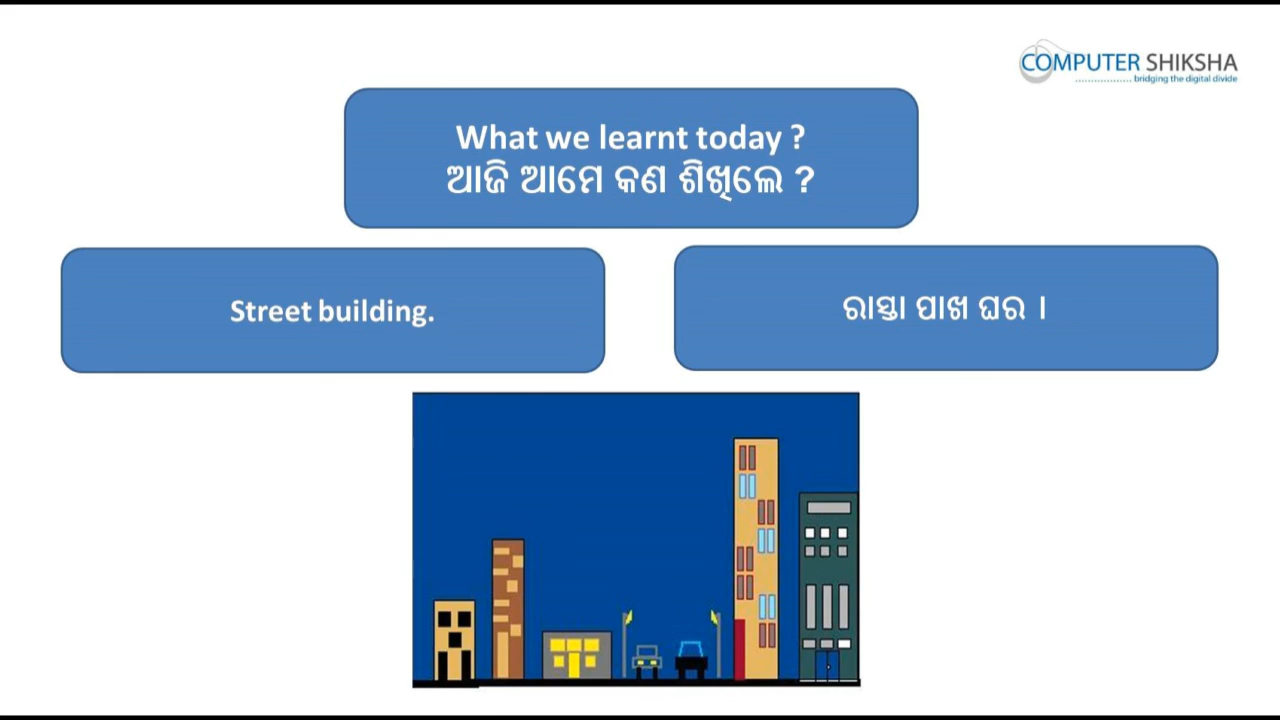 COMPUTER SHIKSHA
bridging the digital divide
What we learnt today ?
ଆଜି ଆମେ କଣ ଶିଖିଲେ ?
Street building.
ରାସ୍ତା ପାଖ ଘର ।